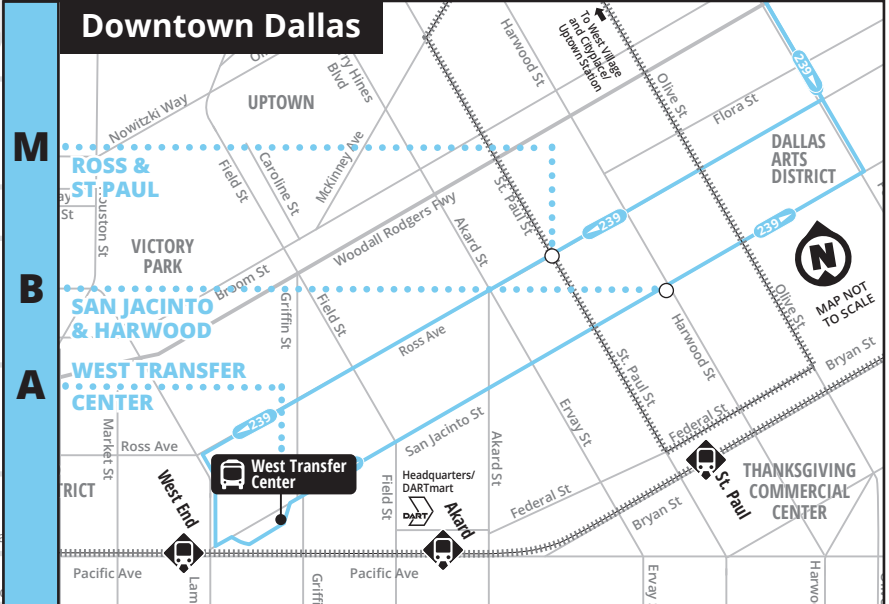 Downtown Dallas
To West Village
and Cityplace/
Uptown Station
Harwood St
Olive St
239
Flora St
DALLAS
ARTS
DISTRICT
UPTOWN
Blvd
Nowitzki Way
McKinney Ave
Field St
Caroline St
M
ROSS &
ST PAUL
St
VICTORY
PARK
Woodall Rodgers Fwy
Akard St
St. Paul St
239
239
N
MAP NOT
TO SCALE
Olive St
B
SAN JACINTO
& HARWOOD
Broom St
Griffin St
Field St
Ross Ave
Harwood St
St. Paul St
Bryan St
A
WEST TRANSFER
CENTER
239
Market St
Ross Ave
West Transfer
Center
San Jacinto St
Ervay St
Akard St
Federal St
St. Paul
THANKSGIVING
COMMERCIAL
CENTER
West End
Field St
Headquarters/
DARTmart
DART
Akard
Federal St
Bryan St
Pacific Ave
Pacific Ave
Ervay